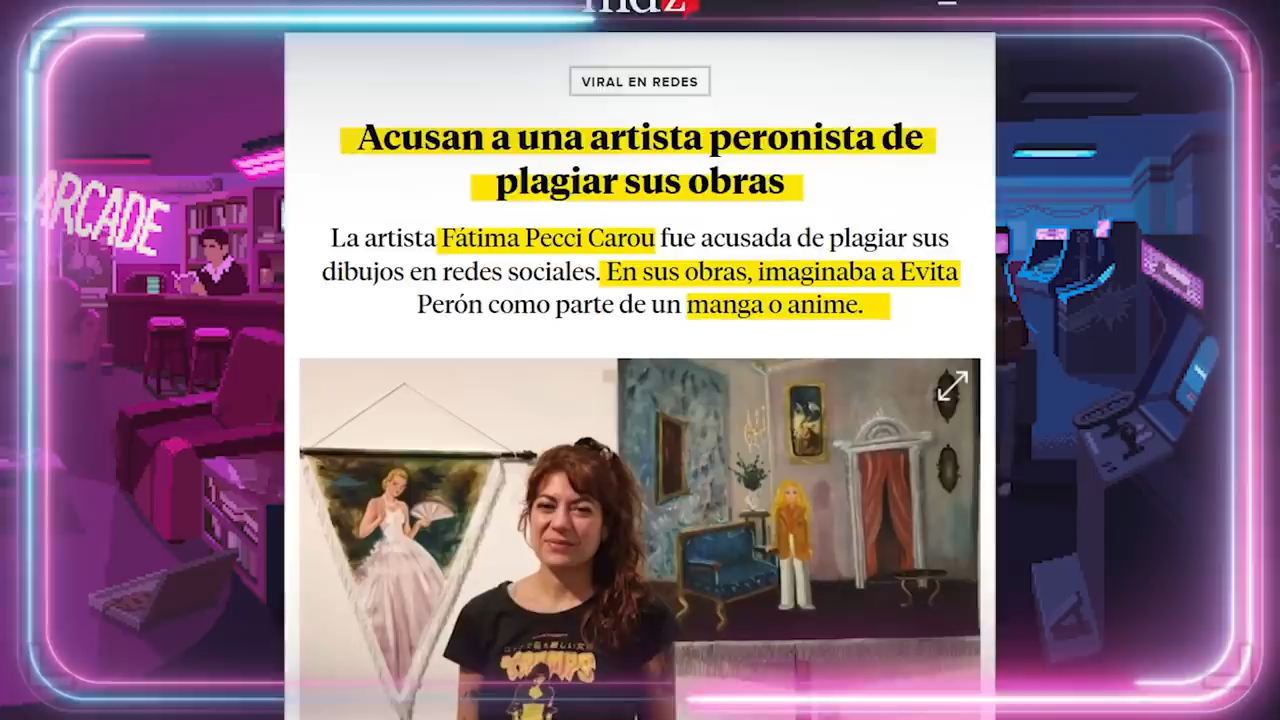 mdz
VIRAL EN REDES
Acusan a una artista peronista de
plagiar sus obras
La artista Fátima Pecci Carou fue acusada de plagiar sus
dibujos en redes sociales. En sus obras, imaginaba a Evita
Perón como parte de un manga o anime.
ARCADE
CRAMPS